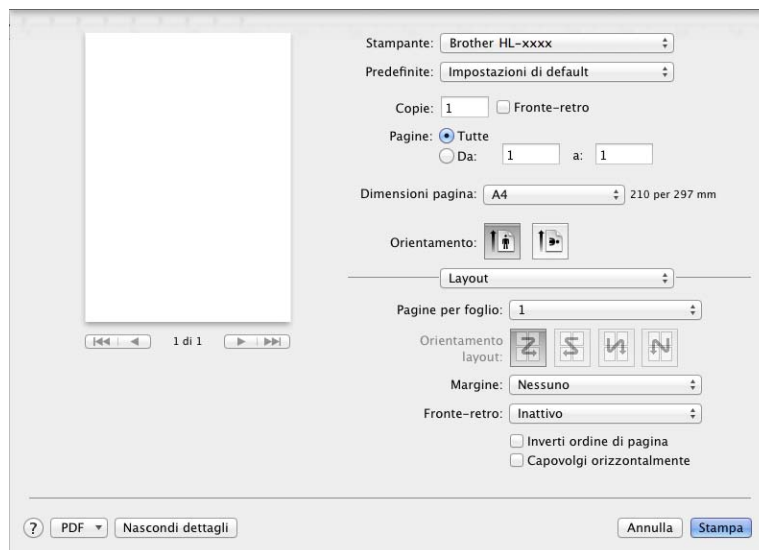 Stampante: Brother HL-xxxx
Predefinite: Impostazioni di default
Copie: 1 Fronte-retro
Pagine: Tutte
Da: 1 a: 1
Dimensioni pagina: A4 210 per 297 mm
Orientamento:
Layout
Pagine per foglio: 1
1 di 1
Orientamento
layout:
Margine: Nessuno
Fronte-retro: Inattivo
Inverti ordine di pagina
Capovolgi orizzontalmente
? PDF Nascondi dettagli Annulla Stampa